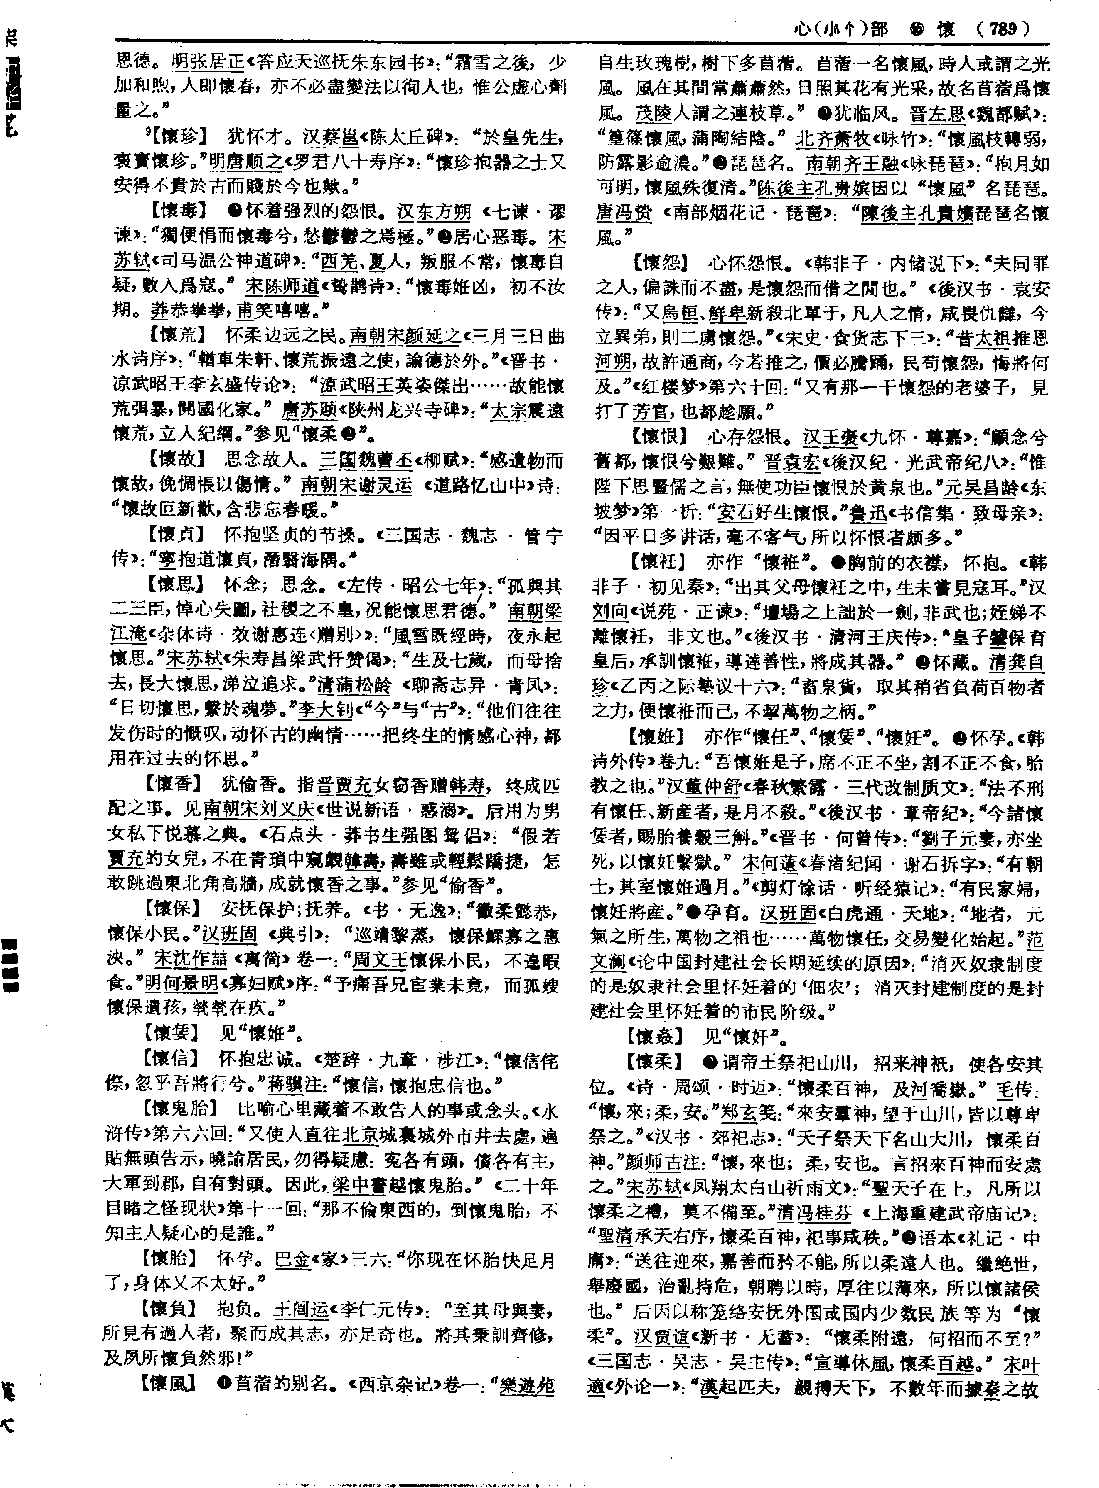 心(忄⺗)部 懷 (789)
恩德。明张居正《答应天巡抚朱东园书》：“霜雪之後，少
加和煦，人即懷春，亦不必盡變法以徇人也，惟公虚心劑
量之。”
【懷珍】 犹怀才。汉蔡邕《陈太丘碑》：“於皇先生，
裒寶懷珍。”明唐顺之《罗君八十寿序》：“懷珍抱器之士又
安得不貴於古而賤於今也歟。”
【懷毒】 ❶怀着强烈的怨恨。汉东方朔《七谏·谬
谏》：“獨便悁而懷毒兮，愁鬱鬱之焉極。”❷居心恶毒。宋
苏轼《司马温公神道碑》：“西羌、夏人，叛服不常，懷毒自
疑，數入爲寇。” 宋陈师道《鸷鹊诗》：“懷毒姙凶，初不汝
期。莽恭拳拳，甫笑嘻嘻。”
【懷荒】 怀柔边远之民。南朝宋颜延之《三月三日曲
水诗序》：“輶車朱軒、懷荒振遠之使，論德於外。”《晋书·
凉武昭王李玄盛传论》：“涼武昭王英姿傑出……故能懷
荒弭暴，開國化家。” 唐苏颋《陕州龙兴寺碑》：“太宗震遠
懷荒，立人紀綱。”参见“懷柔❷”。
【懷故】 思念故人。三国魏曹丕《柳赋》：“感遺物而
懷故，俛惆悵以傷情。” 南朝宋谢灵运《道路忆山中》诗：
“懷故叵新歡，含悲忘春暖。”
【懷貞】 怀抱坚贞的节操。《三国志·魏志·管宁
传》：“寧抱道懷貞，潛翳海隅。”
【懷思】 怀念；思念。《左传·昭公七年》：“孤與其
二三臣，悼心失圖，社稷之不皇，况能懷思君德。” 南朝梁
江淹《杂体诗·效谢惠连〈赠别〉》：“風雪既經時，夜永起
懷思。”宋苏轼《朱寿昌梁武忏赞偈》：“生及七歲，而母捨
去，長大懷思，涕泣追求。”清蒲松龄《聊斋志异·青凤》：
“日切懷思，繫於魂夢。”李大钊《“今”与“古”》：“他们往往
发伤时的慨叹，动怀古的幽情……把终生的情感心神，都
用在过去的怀思。”
【懷香】 犹偷香。指晋贾充女窃香赠韩寿，终成匹
配之事。见南朝宋刘义庆《世说新语·惑溺》。后用为男
女私下悦慕之典。《石点头·莽书生强图鸳侣》：“假若
賈充的女兒，不在青瑣中窺覷韓壽，壽雖或輕鬆蹻捷，怎
敢跳過東北角高牆，成就懷香之事。”参见“偷香”。
【懷保】 安抚保护；抚养。《书·无逸》：“徽柔懿恭，
懷保小民。”汉班固《典引》：“巡靖黎蒸，懷保鰥寡之惠
浹。” 宋沈作喆《寓简》卷一：“周文王懷保小民，不遑暇
食。”明何景明《寡妇赋》序：“予痛吾兄宦業未竟，而孤嫂
懷保遺孩，煢煢在疚。”
【懷娠】 见“懷妊”。
【懷信】 怀抱忠诚。《楚辞·九章·涉江》：“懷信侘
傺，忽乎吾將行兮。”蒋骥注：“懷信，懷抱忠信也。”
【懷鬼胎】 比喻心里藏着不敢告人的事或念头。《水
浒传》第六六回：“又使人直往北京城裏城外市井去處，遍
貼無頭告示，曉諭居民，勿得疑慮：冤各有頭，債各有主，
大軍到郡，自有對頭。因此，梁中書越懷鬼胎。”《二十年
目睹之怪现状》第十一回：“那不偷東西的，到懷鬼胎，不
知主人疑心的是誰。”
【懷胎】 怀孕。巴金《家》三六：“你现在怀胎快足月
了，身体又不太好。”
【懷負】 抱负。王闿运《李仁元传》：“至其母與妻，
所見有過人者，聚而成其志，亦足奇也。將其秉訓齊修，
及夙所懷負然邪！”
【懷風】 ❶苜蓿的别名。《西京杂记》卷一：“樂遊苑
自生玫瑰樹，樹下多苜蓿。苜蓿一名懷風，時人或謂之光
風。風在其間常蕭蕭然，日照其花有光采，故名苜蓿爲懷
風。茂陵人謂之連枝草。” ❷犹临风。晋左思《魏都赋》：
“篁篠懷風，蒲陶結陰。” 北齐萧牧《咏竹》：“懷風枝轉弱，
防露影逾濃。”❸琵琶名。南朝齐王融《咏琵琶》：“抱月如
可明，懷風殊復清。”陈後主孔贵嫔因以“懷風”名琵琶。
唐冯贽《南部烟花记·琵琶》：“陳後主孔貴嬪琵琶名懷
風。”
【懷怨】 心怀怨恨。《韩非子·内储说下》：“夫同罪
之人，偏誅而不盡，是懷怨而借之間也。”《後汉书·袁安
传》：“又烏桓、鮮卑新殺北單于，凡人之情，咸畏仇讎，今
立其弟，則二虜懷怨。”《宋史·食货志下三》：“昔太祖推恩
河朔，故許通商，今若推之，價必騰踊，民苟懷怨，悔將何
及。”《红楼梦》第六十回：“又有那一干懷怨的老婆子，見
打了芳官，也都趁願。”
【懷恨】 心存怨恨。汉王褒《九怀·尊嘉》：“顧念兮
舊都，懷恨兮艱難。”晋袁宏《後汉纪·光武帝纪八》：“惟
陛下思豎儒之言，無使功臣懷恨於黄泉也。”元吴昌龄《东
坡梦》第一折：“安石好生懷恨。”鲁迅《书信集·致母亲》：
“因平日多讲话，毫不客气，所以怀恨者颇多。”
【懷衽】 亦作“懷袵”。❶胸前的衣襟，怀抱。《韩
非子·初见秦》：“出其父母懷衽之中，生未嘗見寇耳。”汉
刘向《说苑·正谏》：“壇場之上詘於一劍，非武也；姪娣不
離懷衽，非文也。”《後汉书·清河王庆传》：“皇子肇保育
皇后，承訓懷袵，導達善性，將成其器。” ❷怀藏。清龚自
珍《乙丙之际塾议十六》：“畜泉貨，取其稍省負荷百物者
之力，便懷袵而已，不挈萬物之柄。”
【懷妊】 亦作“懷任”、“懷娠”、“懷妊”。❶怀孕。《韩
诗外传》卷九：“吾懷姙是子，席不正不坐，割不正不食，胎
教之也。”汉董仲舒《春秋繁露·三代改制质文》：“法不刑
有懷任、新產者，是月不殺。”《後汉书·章帝纪》：“今諸懷
娠者，賜胎養穀三斛。”《晋书·何曾传》：“劉子元妻，亦坐
死，以懷妊繫獄。” 宋何薳《春渚纪闻·谢石拆字》：“有朝
士，其室懷姙過月。”《剪灯馀话·听经猿记》：“有民家婦，
懷妊將產。”❷孕育。汉班固《白虎通·天地》：“地者，元
氣之所生，萬物之祖也……萬物懷任，交易變化始起。”范
文澜《论中国封建社会长期延续的原因》：“消灭奴隶制度
的是奴隶社会里怀妊着的‘佃农’；消灭封建制度的是封
建社会里怀妊着的市民阶级。”
【懷姦】 见“懷奸”。
【懷柔】 ❶谓帝王祭祀山川，招来神祇，使各安其
位。《诗·周颂·时迈》：“懷柔百神，及河喬嶽。” 毛传：
“懷，來；柔，安。”郑玄笺：“來安羣神，望于山川，皆以尊卑
祭之。”《汉书·郊祀志》：“天子祭天下名山大川，懷柔百
神。”颜师古注：“懷，來也；柔，安也。言招來百神而安處
之。”宋苏轼《凤翔太白山祈雨文》：“聖天子在上，凡所以
懷柔之禮，莫不備至。”清冯桂芬《上海重建武帝庙记》：
“聖清承天右序，懷柔百神，祀事咸秩。”❷语本《礼记·中
庸》：“送往迎來，嘉善而矜不能，所以柔遠人也。繼絶世，
舉廢國，治亂持危，朝聘以時，厚往以薄來，所以懷諸侯
也。”后因以称笼络安抚外国或国内少数民族等为“懷
柔”。汉贾谊《新书·无蓄》：“懷柔附遠，何招而不至？”
《三国志·吴志·吴主传》：“宣導休風，懷柔百越。” 宋叶
適《外论一》：“漢起匹夫，親搏天下，不數年而據秦之故